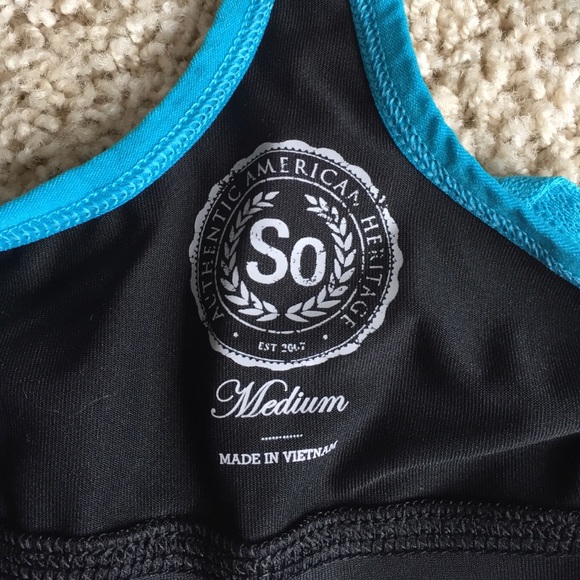 AUTHENTIC AMERICAN HERITAGE
So
• EST 2007 •
Medium
MADE IN VIETNAM